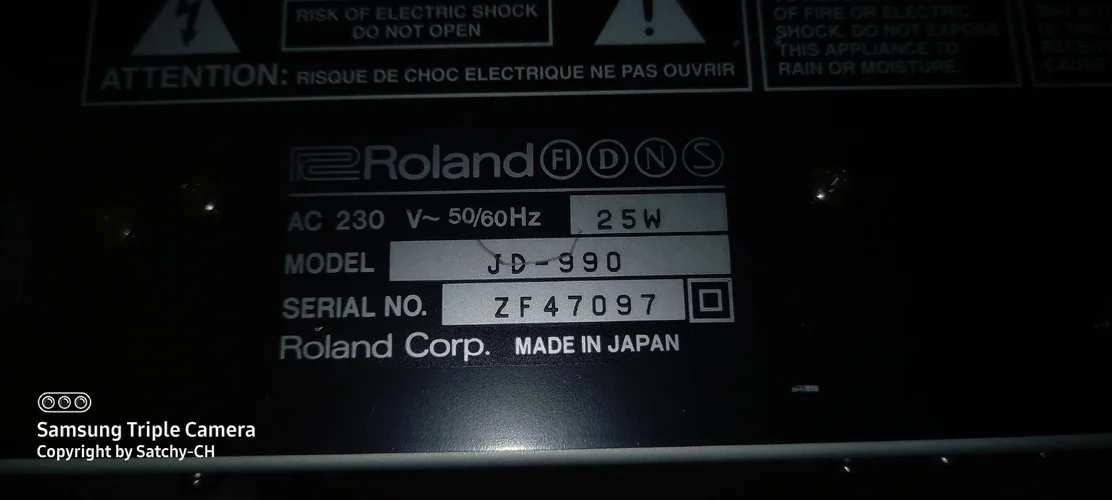 RISK OF ELECTRIC SHOCK
DO NOT OPEN
ATTENTION: RISQUE DE CHOC ELECTRIQUE NE PAS OUVRIR
OF FIRE OR ELECTRIC
SHOCK, DO NOT EXPOSE
THIS APPLIANCE TO
RAIN OR MOISTURE
Roland FI D N S
AC 230 V~ 50/60Hz 25W
MODEL JD-990
SERIAL NO. ZF47097
Roland Corp. MADE IN JAPAN
Samsung Triple Camera
Copyright by Satchy-CH